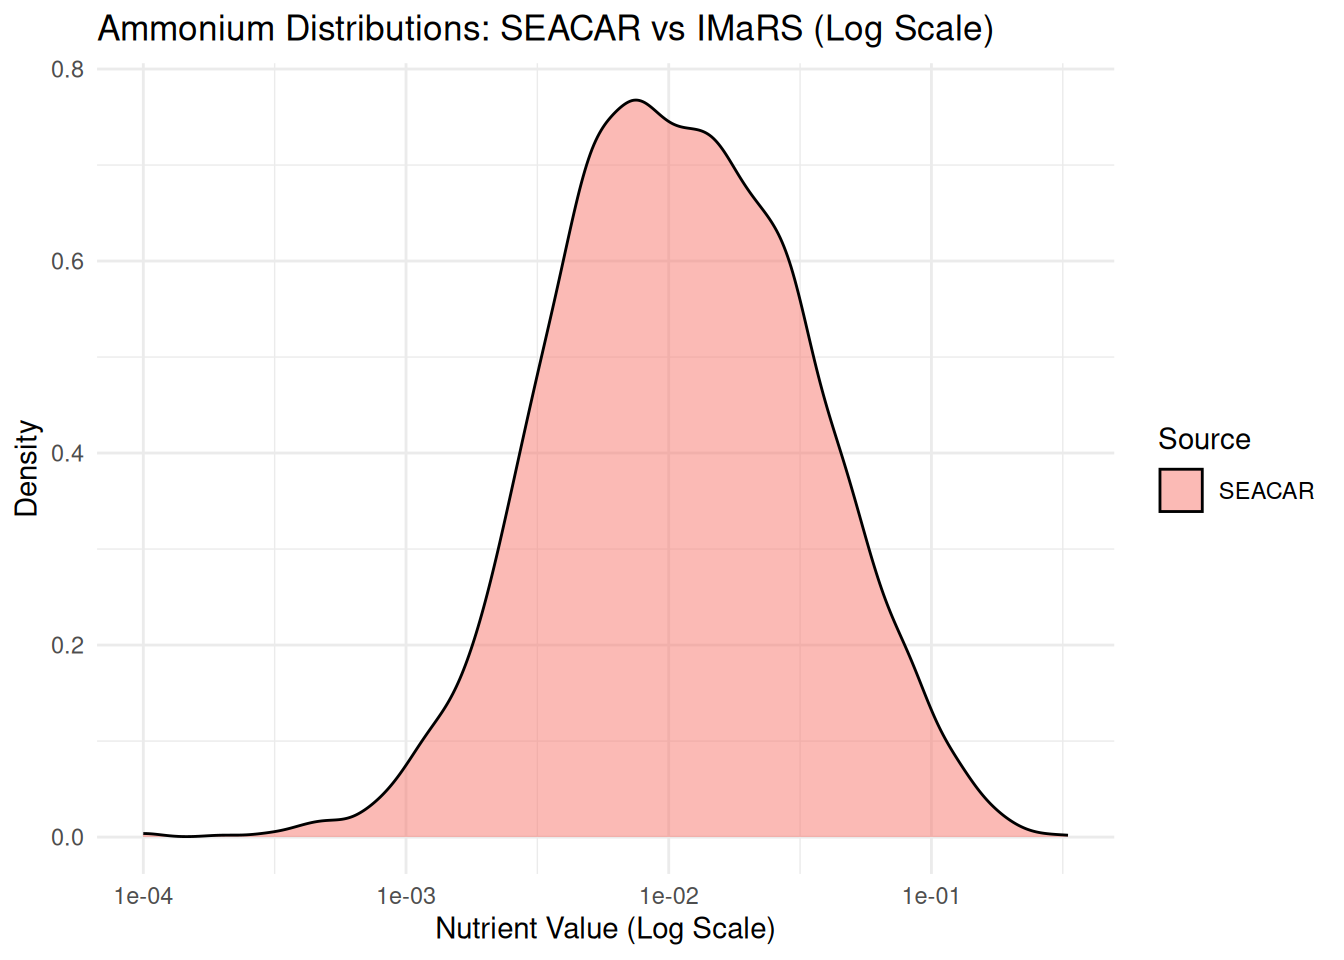 Ammonium Distributions: SEACAR vs IMaRS (Log Scale)
0.8
0.6
0.4
0.2
0.0
Density
1e-04
1e-03
1e-02
1e-01
Nutrient Value (Log Scale)
Source
SEACAR